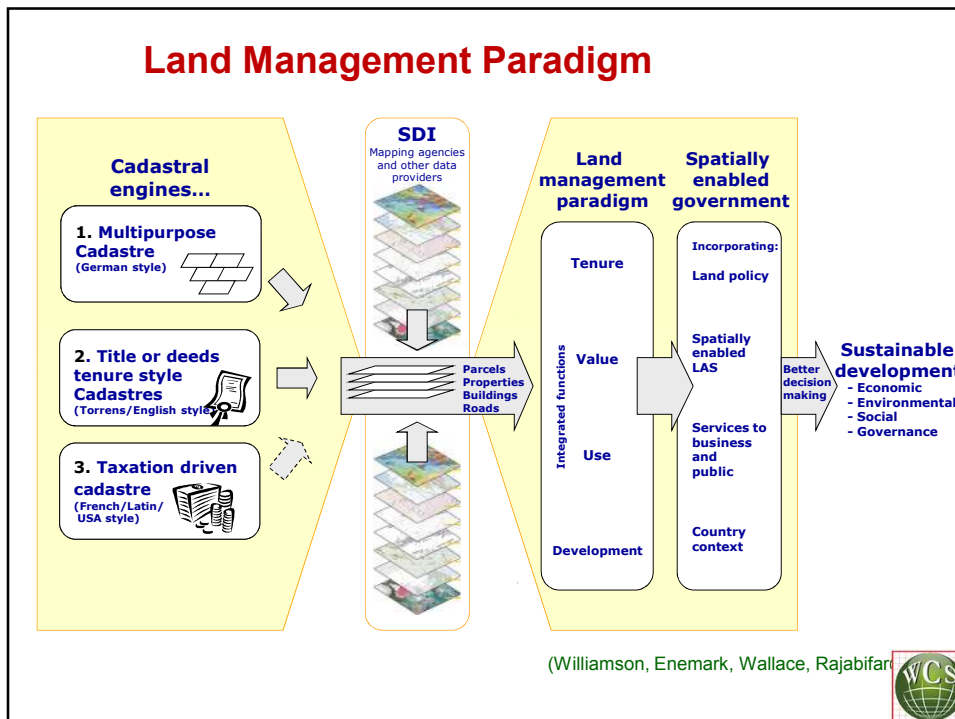 Land Management Paradigm
Cadastral
engines...
1. Multipurpose
Cadastre
(German style)
2. Title or deeds
tenure style
Cadastres
(Torrens/English style)
3. Taxation driven
cadastre
(French/Latin/
USA style)
SDI
Mapping agencies
and other data
providers
Parcels
Properties
Buildings
Roads
Land
management
paradigm
Tenure
Value
Use
Development
Integrated functions
Spatially
enabled
government
Incorporating:
Land policy
Spatially
enabled
LAS
Services to
business
and
public
Country
context
Better
decision
making
Sustainable
development
- Economic
- Environmental
- Social
- Governance
(Williamson, Enemark, Wallace, Rajabifard
WCS